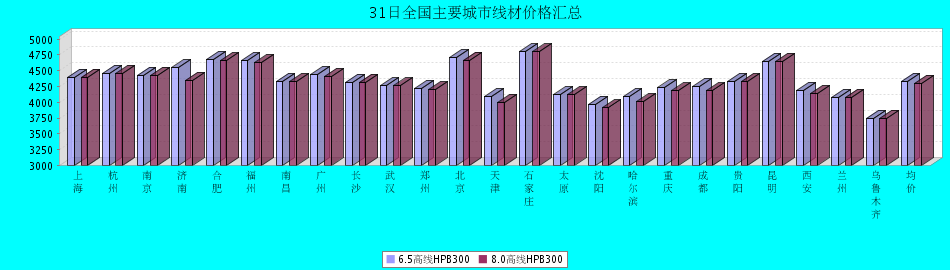 31日全国主要城市线材价格汇总
5000
4750
4500
4250
4000
3750
3500
3250
3000
上海
杭州
南京
济南
合肥
福州
南昌
广州
长沙
武汉
郑州
北京
天津
石家庄
太原
沈阳
哈尔滨
重庆
成都
贵阳
昆明
西安
兰州
乌鲁木齐
均价
6.5高线HPB300
8.0高线HPB300